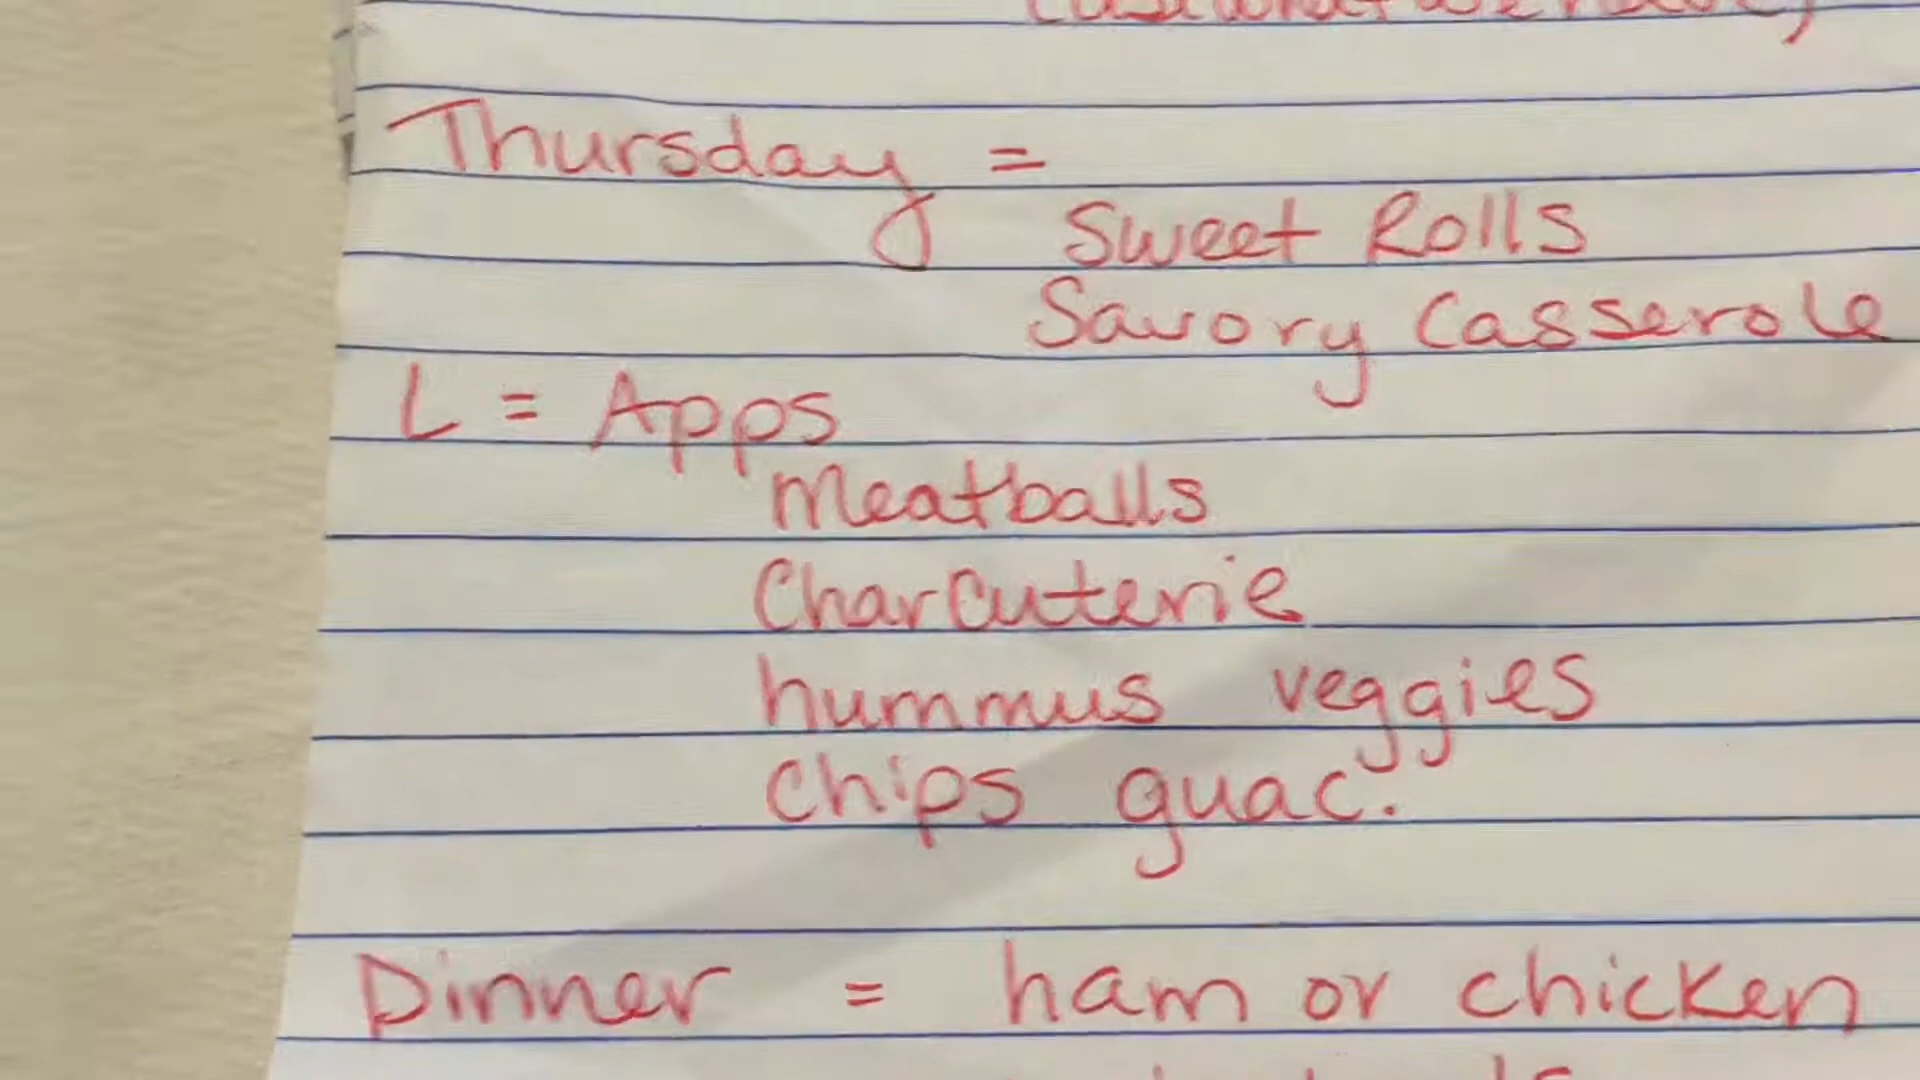 Thursday =
Sweet Rolls
Savory Casserole
L = Apps
Meatballs
Charcuterie
hummus veggies
Chips guac.
Dinner = ham or chicken